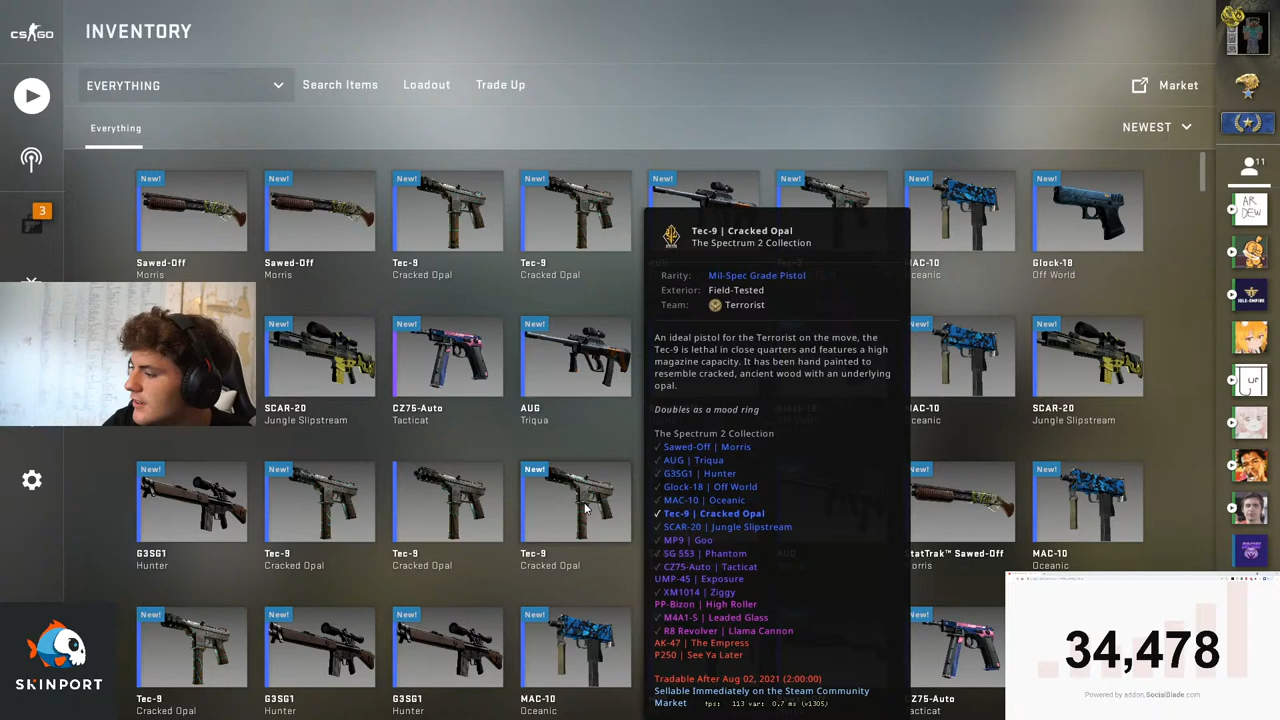 CS GO
INVENTORY
EVERYTHING
Search Items
Loadout
Trade Up
Market
Everything
NEWEST
11
3
New!
New!
New!
New!
New!
New!
New!
New!
Sawed-Off
Morris
Sawed-Off
Morris
Tec-9
Cracked Opal
Tec-9
Cracked Opal
MAC-10
Oceanic
Glock-18
Off World
SCAR-20
Jungle Slipstream
CZ75-Auto
Tacticat
AUG
Triqua
MAC-10
Oceanic
SCAR-20
Jungle Slipstream
New!
New!
New!
New!
New!
G3SG1
Hunter
Tec-9
Cracked Opal
Tec-9
Cracked Opal
Tec-9
Cracked Opal
StatTrak™ Sawed-Off
Morris
MAC-10
Oceanic
New!
New!
New!
New!
New!
Tec-9
Cracked Opal
G3SG1
Hunter
G3SG1
Hunter
MAC-10
Oceanic
CZ75-Auto
Tacticat
Tec-9 | Cracked Opal
The Spectrum 2 Collection
Rarity: Mil-Spec Grade Pistol
Exterior: Field-Tested
Team: Terrorist
An ideal pistol for the Terrorist on the move, the
Tec-9 is lethal in close quarters and features a high
magazine capacity. It has been hand painted to
resemble cracked, ancient wood with an underlying
opal.
Doubles as a mood ring
The Spectrum 2 Collection
✓ Sawed-Off | Morris
✓ AUG | Triqua
✓ G3SG1 | Hunter
✓ Glock-18 | Off World
✓ MAC-10 | Oceanic
✓ Tec-9 | Cracked Opal
✓ SCAR-20 | Jungle Slipstream
✓ MP9 | Goo
✓ SG 553 | Phantom
✓ CZ75-Auto | Tacticat
UMP-45 | Exposure
✓ XM1014 | Ziggy
PP-Bizon | High Roller
✓ M4A1-S | Leaded Glass
✓ R8 Revolver | Llama Cannon
AK-47 | The Empress
P250 | See Ya Later
Tradable After Aug 02, 2021 (2:00:00)
Sellable Immediately on the Steam Community
Market
fps: 113 var: 0.7 ms (v1305)
AR
DEW
IDLE-EMPIRE
SKINPORT
34,478
Powered by addon.SocialBlade.com